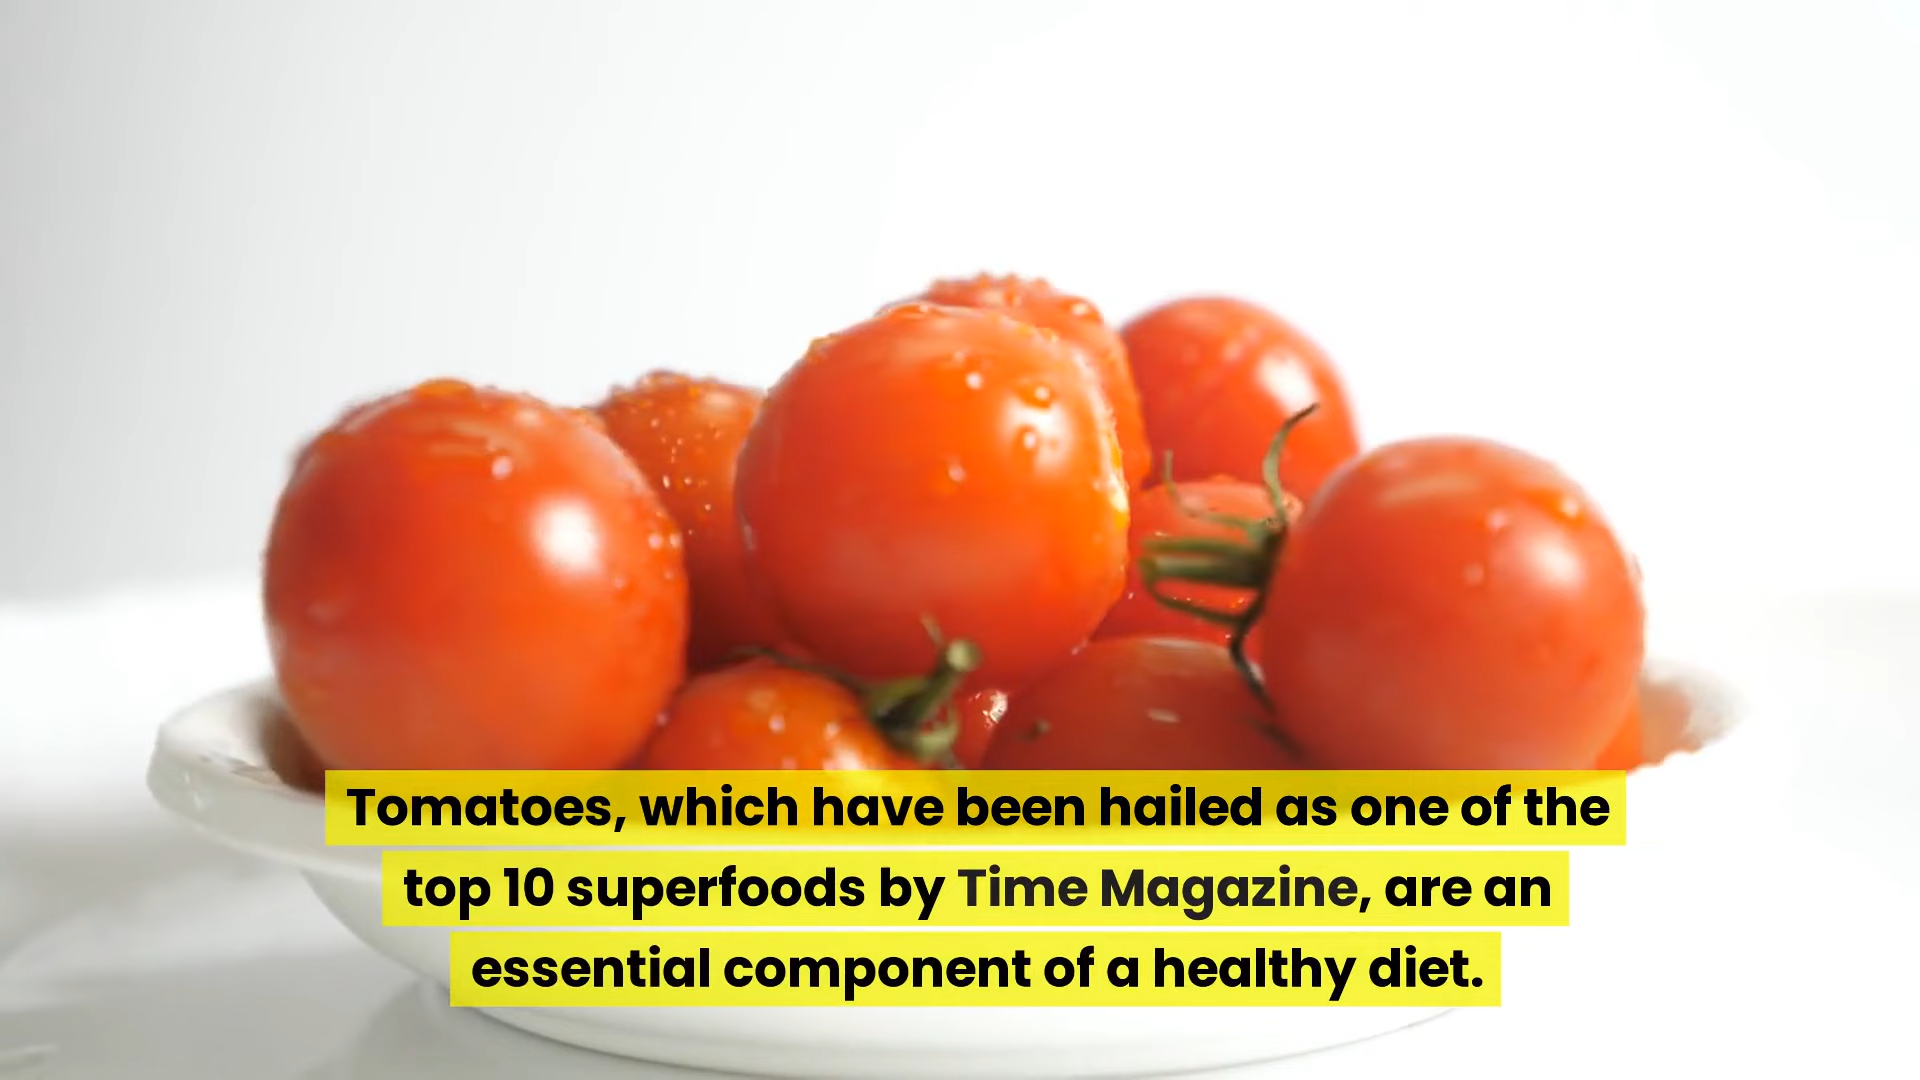 Tomatoes, which have been hailed as one of the
top 10 superfoods by Time Magazine, are an
essential component of a healthy diet.